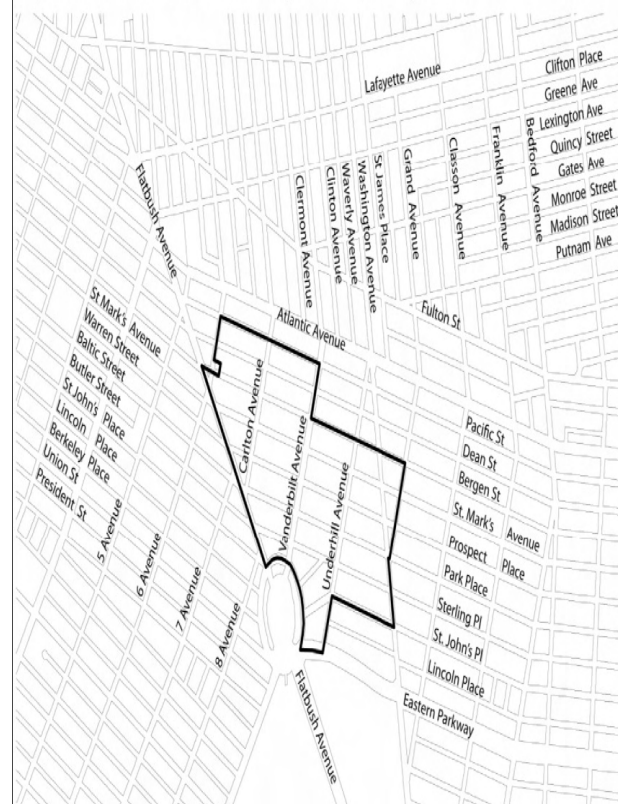 Lafayette Avenue
Clifton Place
Greene Ave
Lexington Ave
Quincy Street
Gates Ave
Monroe Street
Madison Street
Putnam Ave
Bedford Avenue
Franklin Avenue
Classon Avenue
Grand Avenue
St James Place
Washington Avenue
Waverly Avenue
Clinton Avenue
Clermont Avenue
Flatbush Avenue
Fulton St
Atlantic Avenue
St Mark's Avenue
Warren Street
Baltic Street
Butler Street
St John's Place
Lincoln Place
Berkeley Place
Union St
President St
5 Avenue
6 Avenue
7 Avenue
8 Avenue
Carlton Avenue
Vanderbilt Avenue
Underhill Avenue
Pacific St
Dean St
Bergen St
St. Mark's Avenue
Prospect Place
Park Place
Sterling Pl
St. John's Pl
Lincoln Place
Eastern Parkway
Flatbush Avenue